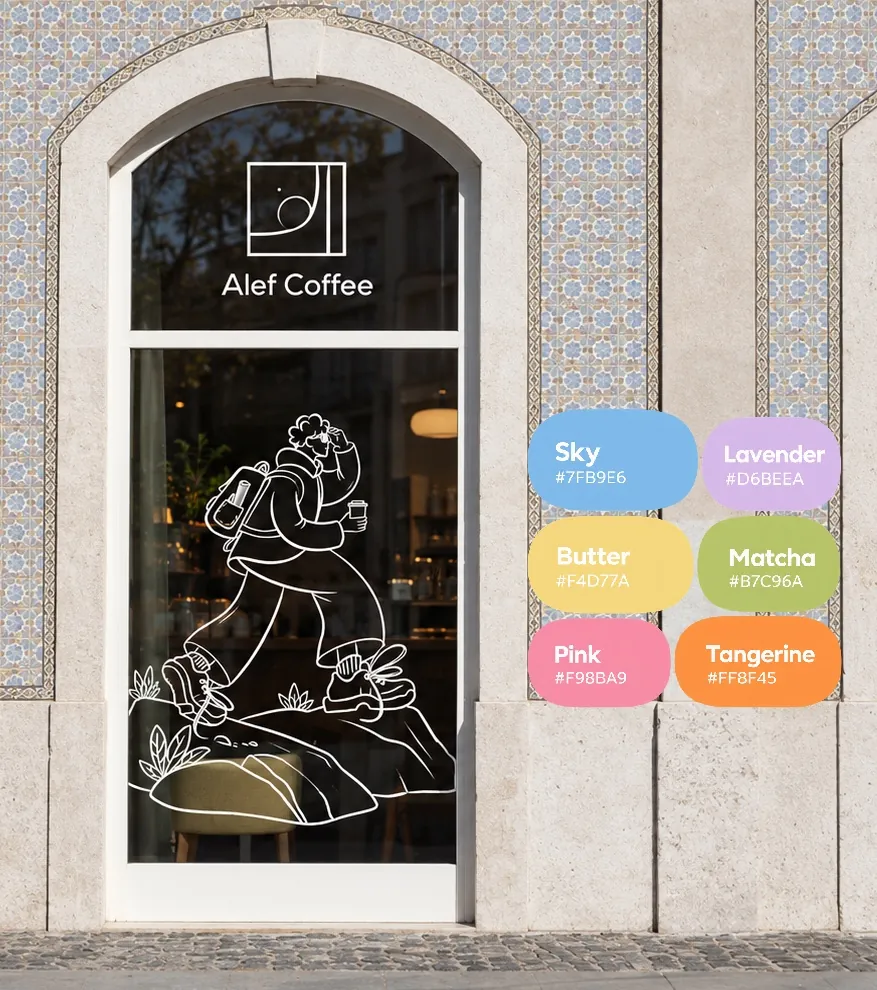 Alef Coffee
Sky
#7FB9E6
Lavender
#D6BEEA
Butter
#F4D77A
Matcha
#B7C96A
Pink
#F98BA9
Tangerine
#FF8F45